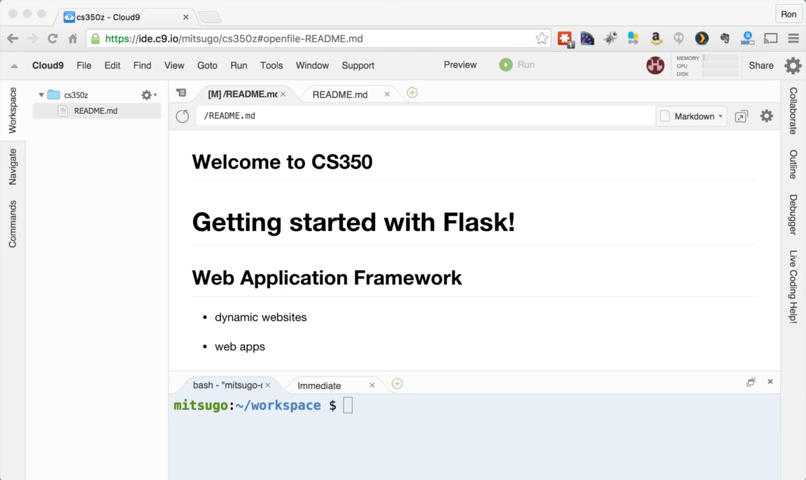 cs350z - Cloud9
Ron
https://ide.c9.io/mitsugo/cs350z#openfile-README.md
Cloud9 File Edit Find View Goto Run Tools Window Support Preview Run MEMORY CPU DISK Share
Workspace
Navigate
Commands
cs350z
README.md
[M] /README.mc
README.md
/README.md
Markdown
Welcome to CS350
Getting started with Flask!
Web Application Framework
• dynamic websites
• web apps
Collaborate
Outline
Debugger
Live Coding Help!
bash - "mitsugo-
Immediate
mitsugo:~/workspace $